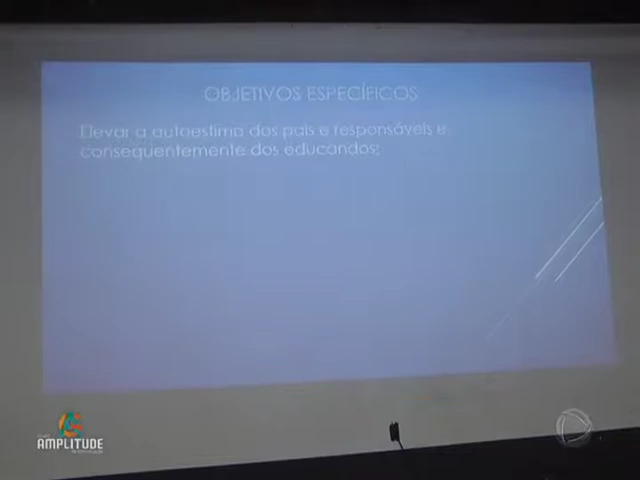 OBJETIVOS ESPECÍFICOS
Elevar a autoestima dos pais e responsáveis e
consequentemente dos educandos;
AMPLITUDE